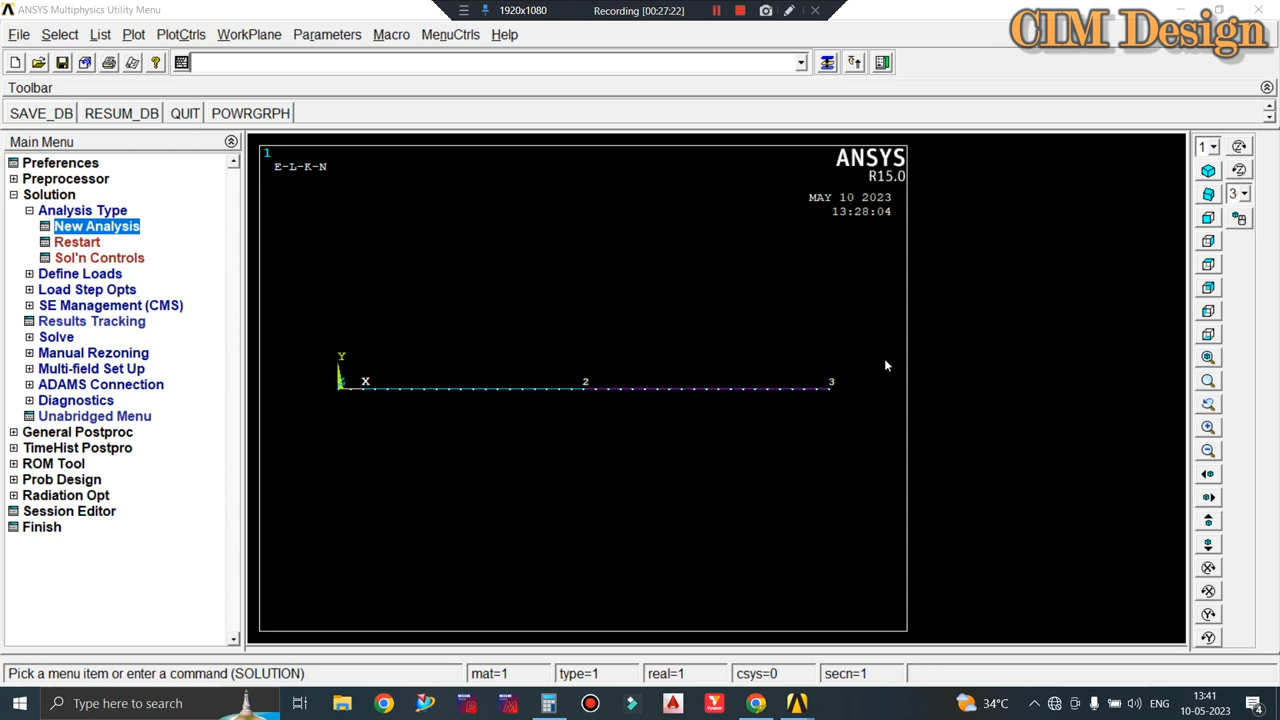 ANSYS Multiphysics Utility Menu
1920x1080
Recording [00:27:22]
CIM Design
File Select List Plot PlotCtrls WorkPlane Parameters Macro MenuCtrls Help
Toolbar
SAVE_DB RESUM_DB QUIT POWRGRPH
Main Menu
Preferences
Preprocessor
Solution
Analysis Type
New Analysis
Restart
Sol'n Controls
Define Loads
Load Step Opts
SE Management (CMS)
Results Tracking
Solve
Manual Rezoning
Multi-field Set Up
ADAMS Connection
Diagnostics
Unabridged Menu
General Postproc
TimeHist Postpro
ROM Tool
Prob Design
Radiation Opt
Session Editor
Finish
1
E-L-K-N
ANSYS
R15.0
MAY 10 2023
13:28:04
Y
X 2 3
1
3
Pick a menu item or enter a command (SOLUTION) mat=1 type=1 real=1 csys=0 secn=1
Type here to search
34°C
ENG
13:41
10-05-2023
4